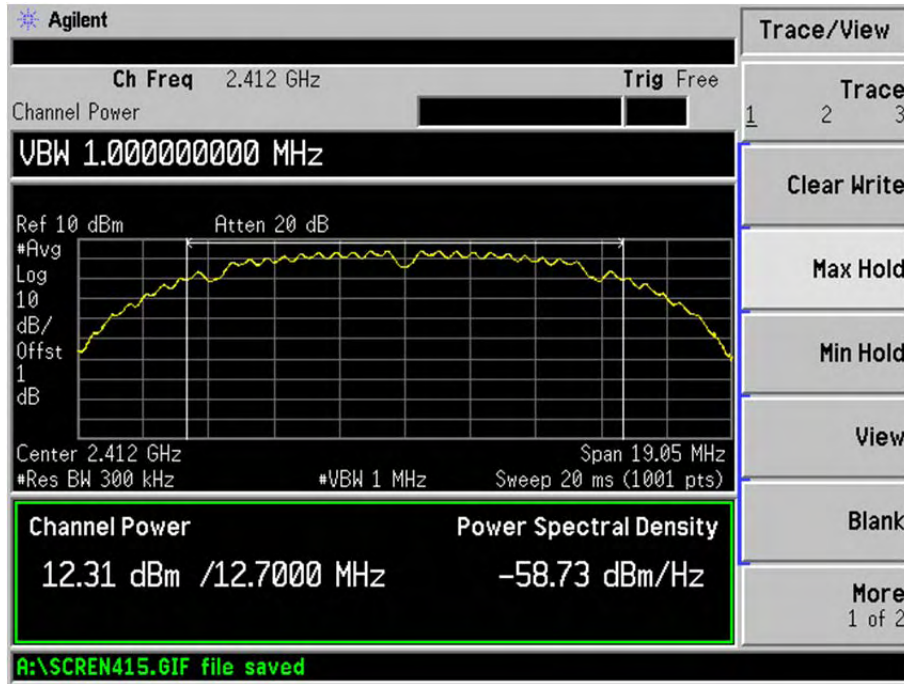 Agilent
Ch Freq 2.412 GHz Trig Free
Channel Power
VBW 1.000000000 MHz
Ref 10 dBm Atten 20 dB
#Avg
Log
10
dB/
Offst
1
dB
Center 2.412 GHz Span 19.05 MHz
#Res BW 300 kHz #VBW 1 MHz Sweep 20 ms (1001 pts)
Channel Power Power Spectral Density
12.31 dBm /12.7000 MHz -58.73 dBm/Hz
A:\SCREN415.GIF file saved
Trace/View
Trace
1 2 3
Clear Write
Max Hold
Min Hold
View
Blank
More
1 of 2